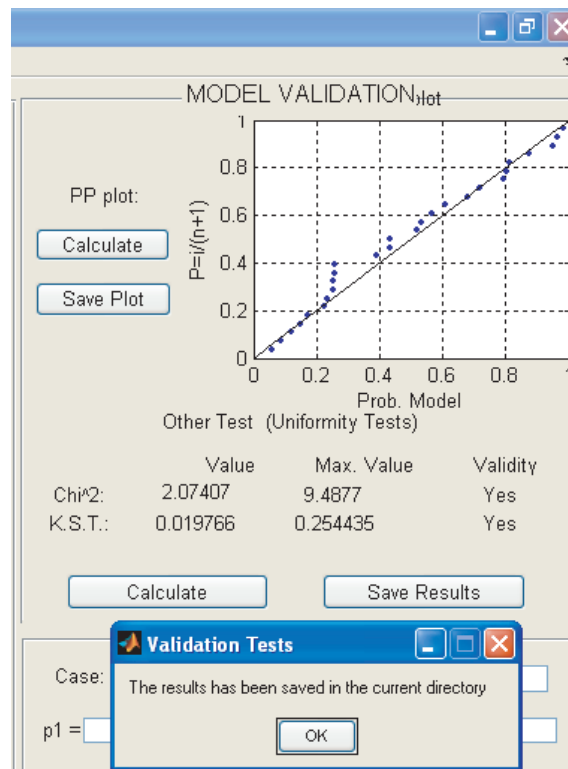 MODEL VALIDATION plot
1
0.8
PP plot:
0.6
Calculate
P=i/(n+1)
0.4
Save Plot
0.2
0
0 0.2 0.4 0.6 0.8 1
Prob. Model
Other Test (Uniformity Tests)
Value Max. Value Validity
Chi^2: 2.07407 9.4877 Yes
K.S.T.: 0.019766 0.254435 Yes
Calculate Save Results
Validation Tests
Case:
The results has been saved in the current directory
p1 =
OK